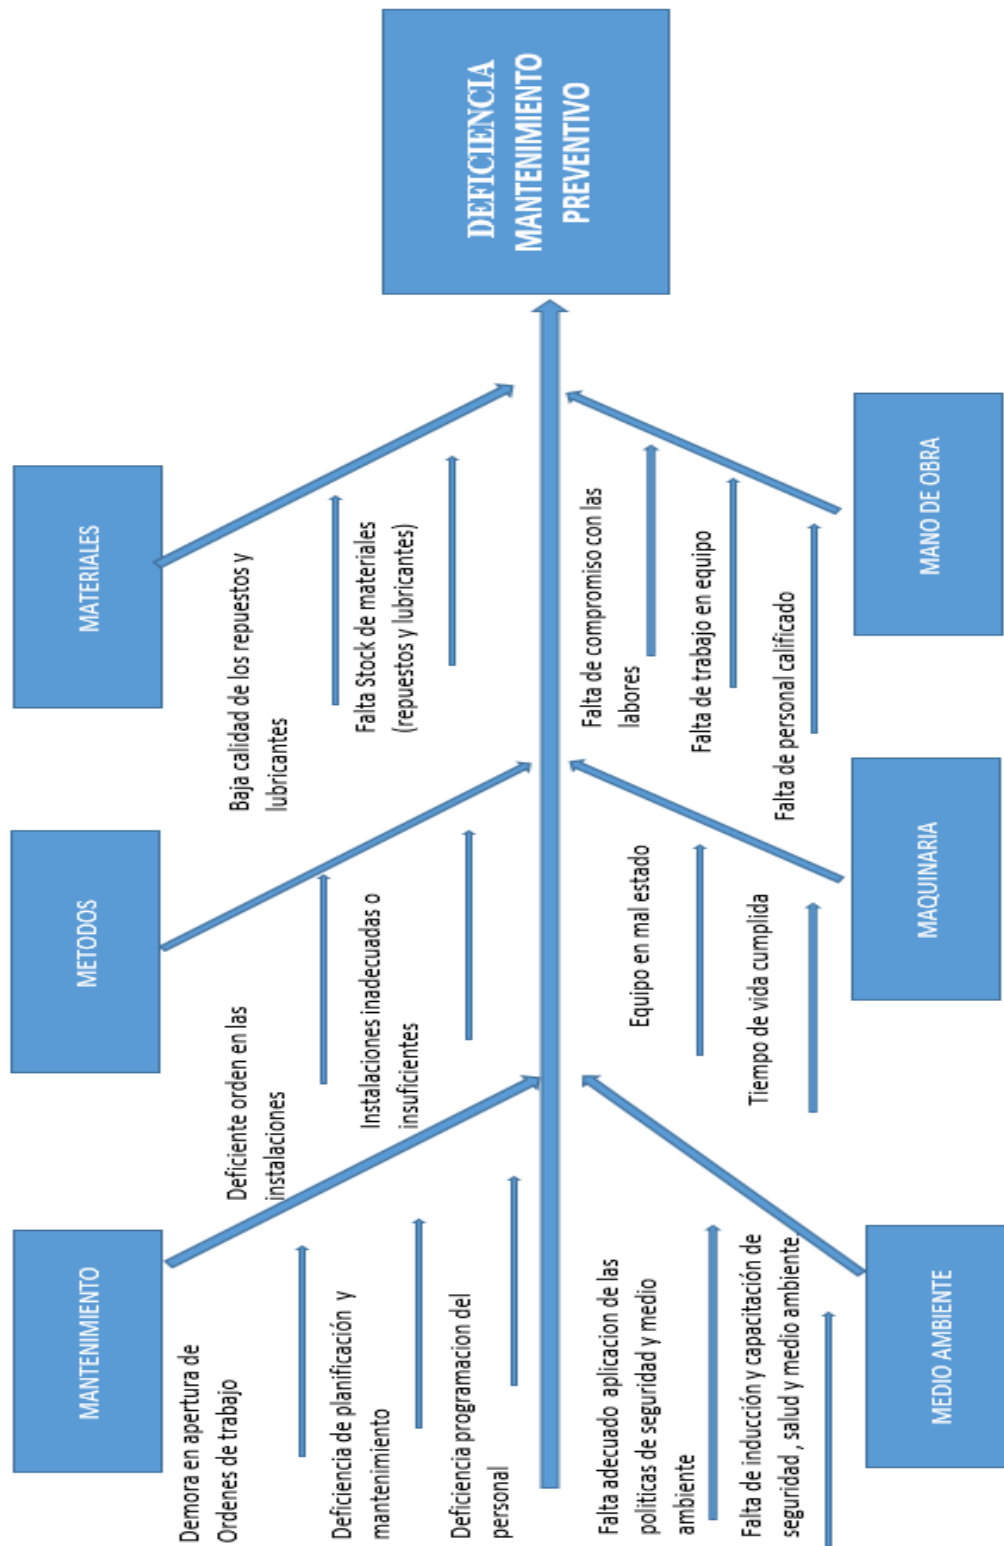 MANTENIMIENTO
METODOS
MATERIALES
Demora en apertura de
Ordenes de trabajo
Deficiencia de planificación y
mantenimiento
Deficiencia programacion del
personal
Deficiente orden en las
instalaciones
Instalaciones inadecuadas o
insuficientes
Baja calidad de los repuestos y
lubricantes
Falta Stock de materiales
(repuestos y lubricantes)
DEFICIENCIA
MANTENIMIENTO
PREVENTIVO
Falta adecuado aplicacion de las
politicas de seguridad y medio
ambiente
Falta de inducción y capacitación de
seguridad , salud y medio ambiente,
Equipo en mal estado
Tiempo de vida cumplida
Falta de compromiso con las
labores
Falta de trabajo en equipo
Falta de personal calificado
MEDIO AMBIENTE
MAQUINARIA
MANO DE OBRA